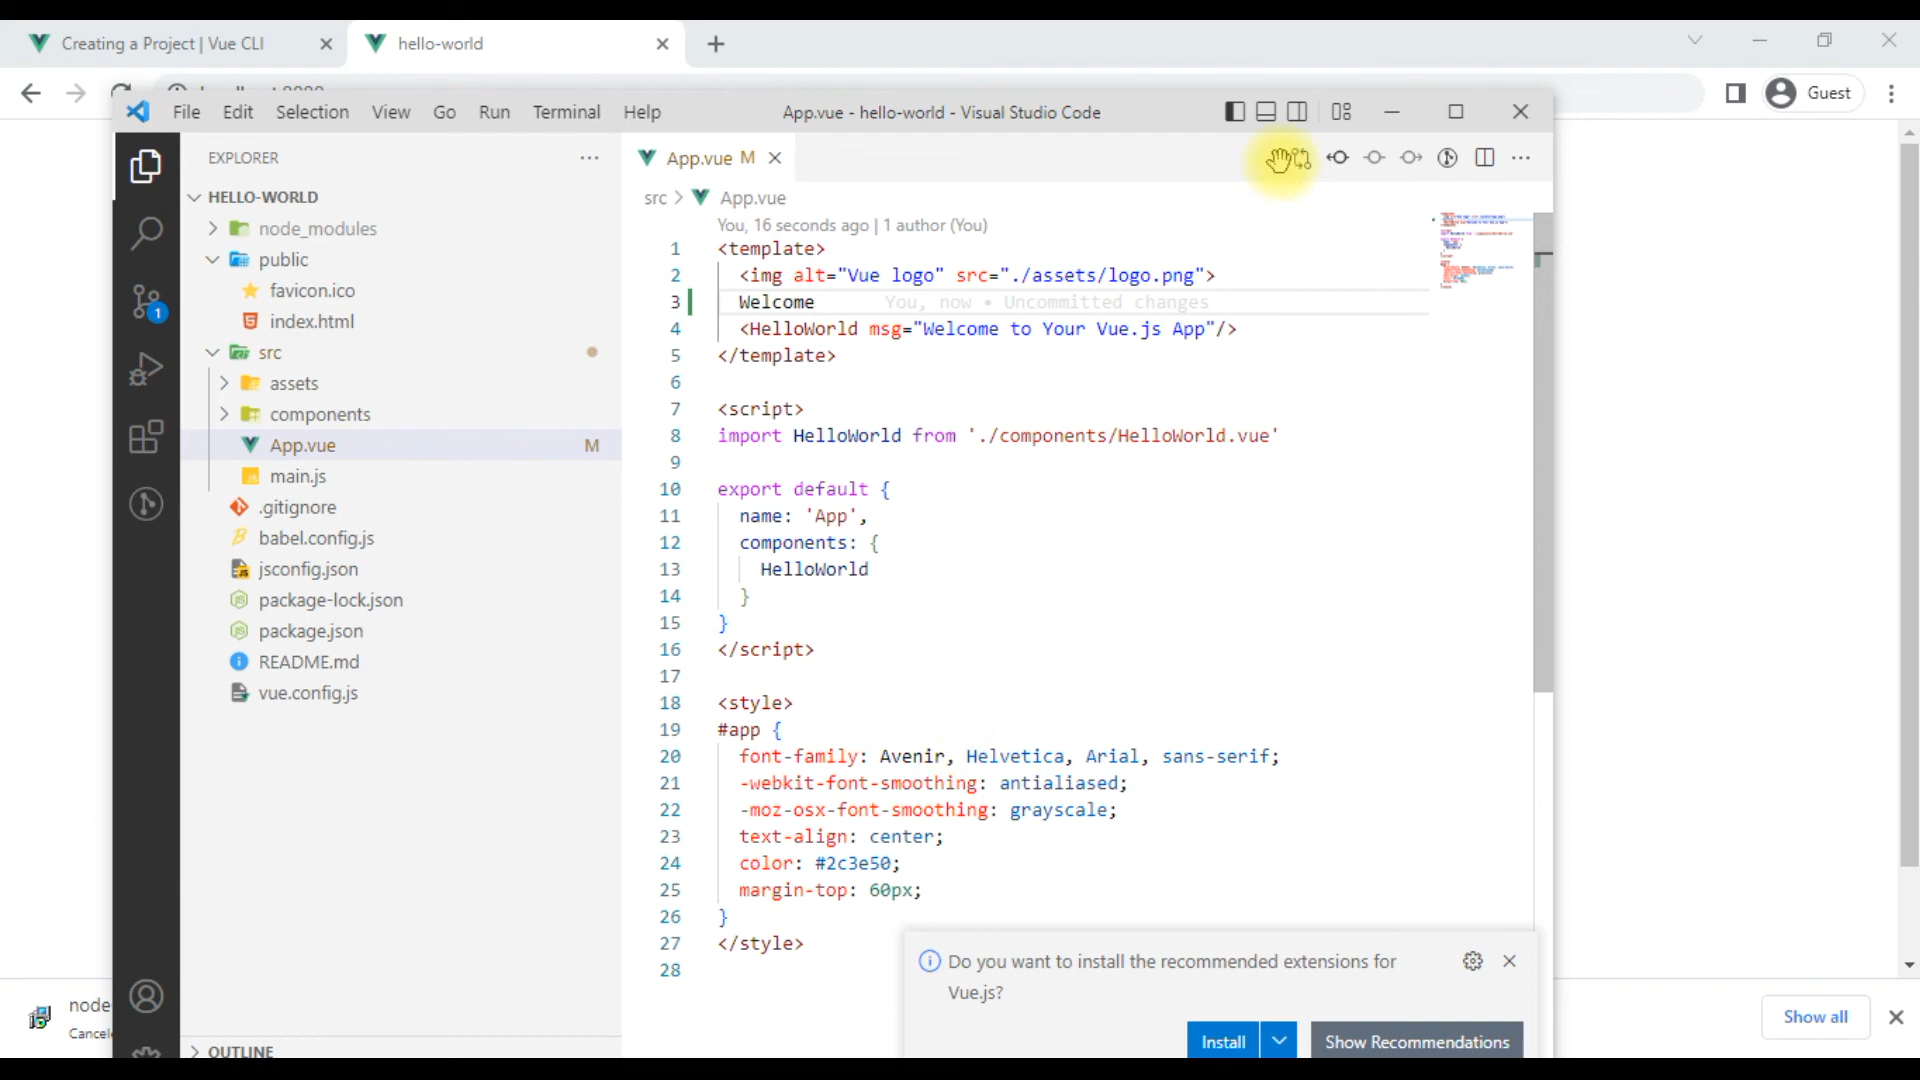 Creating a Project | Vue CLI
hello-world
Guest
File Edit Selection View Go Run Terminal Help
App.vue - hello-world - Visual Studio Code
EXPLORER
HELLO-WORLD
node_modules
public
favicon.ico
index.html
src
assets
components
App.vue M
main.js
.gitignore
babel.config.js
jsconfig.json
package-lock.json
package.json
README.md
vue.config.js
OUTLINE
1
App.vue M
src > App.vue
You, 16 seconds ago | 1 author (You)
1 <template>
2 <img alt="Vue logo" src="./assets/logo.png">
3 Welcome You, now • Uncommitted changes
4 <HelloWorld msg="Welcome to Your Vue.js App"/>
5 </template>
6
7 <script>
8 import HelloWorld from './components/HelloWorld.vue'
9
10 export default {
11 name: 'App',
12 components: {
13 HelloWorld
14 }
15 }
16 </script>
17
18 <style>
19 #app {
20 font-family: Avenir, Helvetica, Arial, sans-serif;
21 -webkit-font-smoothing: antialiased;
22 -moz-osx-font-smoothing: grayscale;
23 text-align: center;
24 color: #2c3e50;
25 margin-top: 60px;
26 }
27 </style>
28
Do you want to install the recommended extensions for
Vue.js?
Install
Show Recommendations
node-
Show all